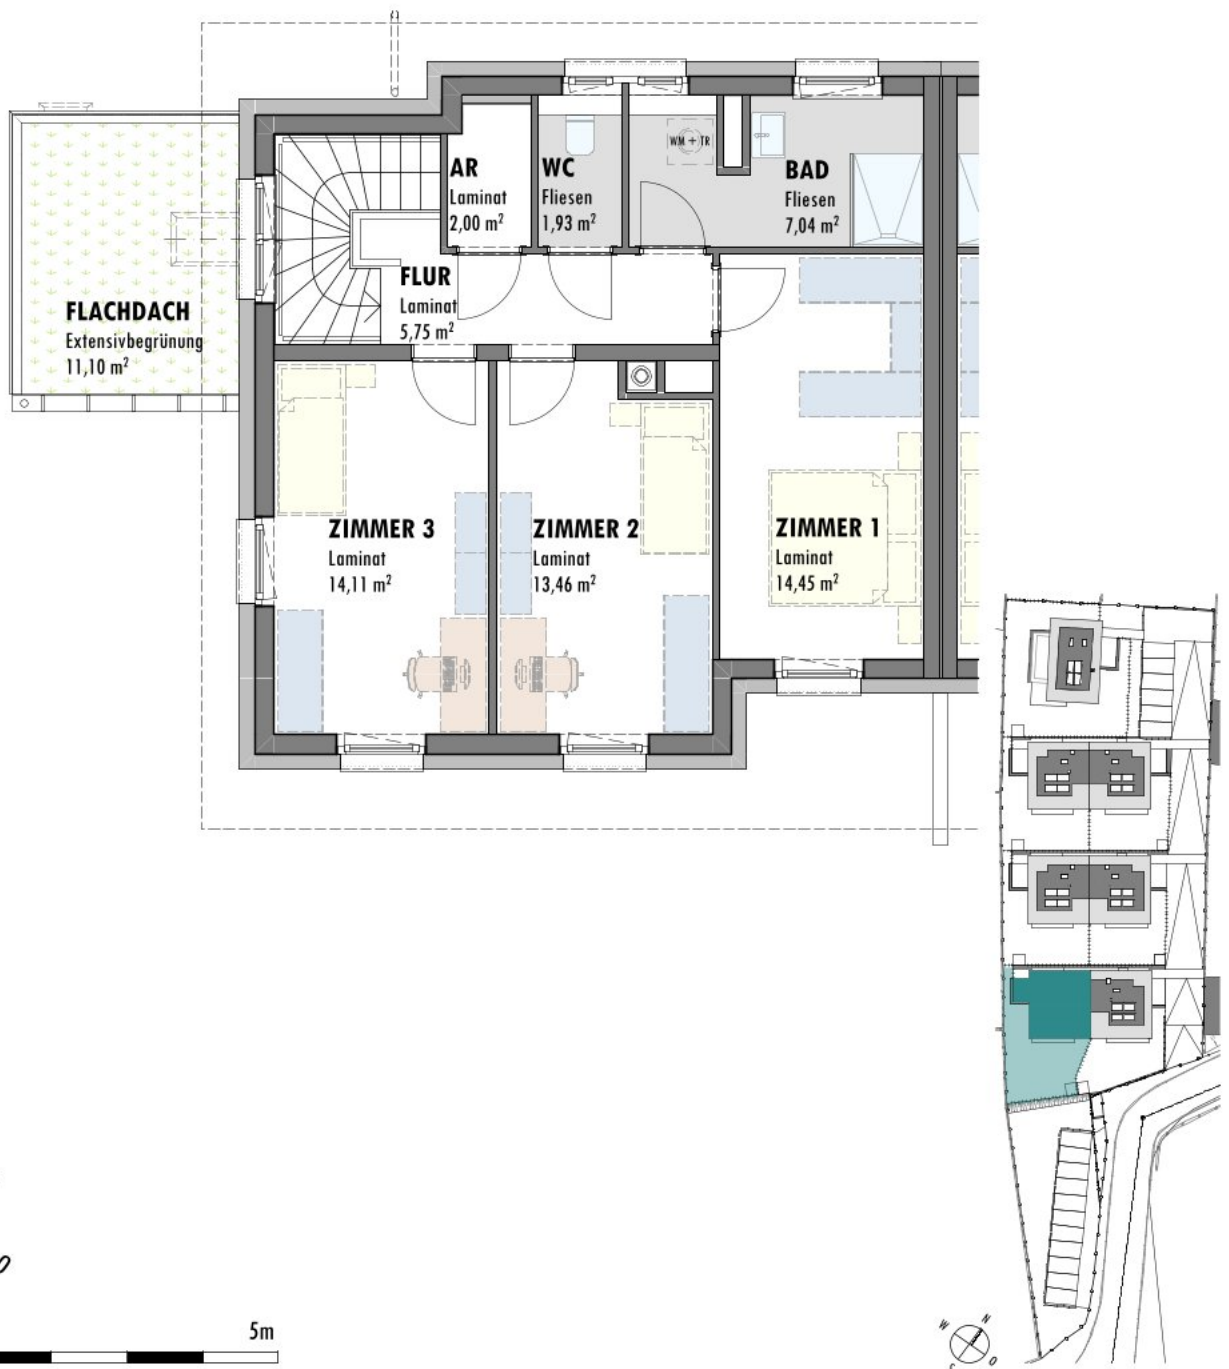 AR
Laminat
2,00 m²
WC
Fliesen
1,93 m²
WM + TR
BAD
Fliesen
7,04 m²
FLUR
Laminat
5,75 m²
FLACHDACH
Extensivbegrünung
11,10 m²
ZIMMER 3
Laminat
14,11 m²
ZIMMER 2
Laminat
13,46 m²
ZIMMER 1
Laminat
14,45 m²
5m
W
N
S
O